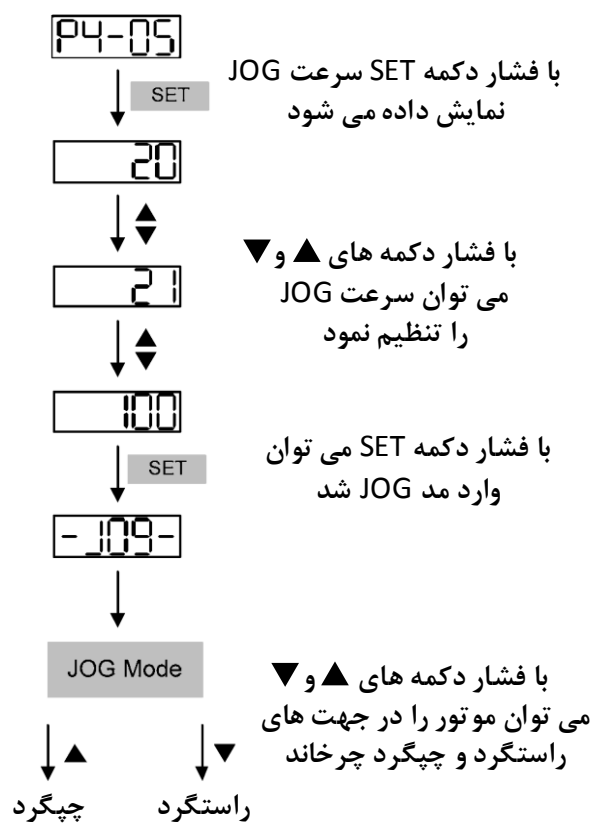 P4-05
با فشار دکمه SET سرعت JOG
نمایش داده می شود
SET
20
با فشار دکمه های ▲ و ▼
می توان سرعت JOG
را تنظیم نمود
21
100
با فشار دکمه SET می توان
وارد مد JOG شد
SET
-JOG-
JOG Mode
با فشار دکمه های ▲ و ▼
می توان موتور را در جهت های
راستگرد و چپگرد چرخاند
چپگرد
راستگرد